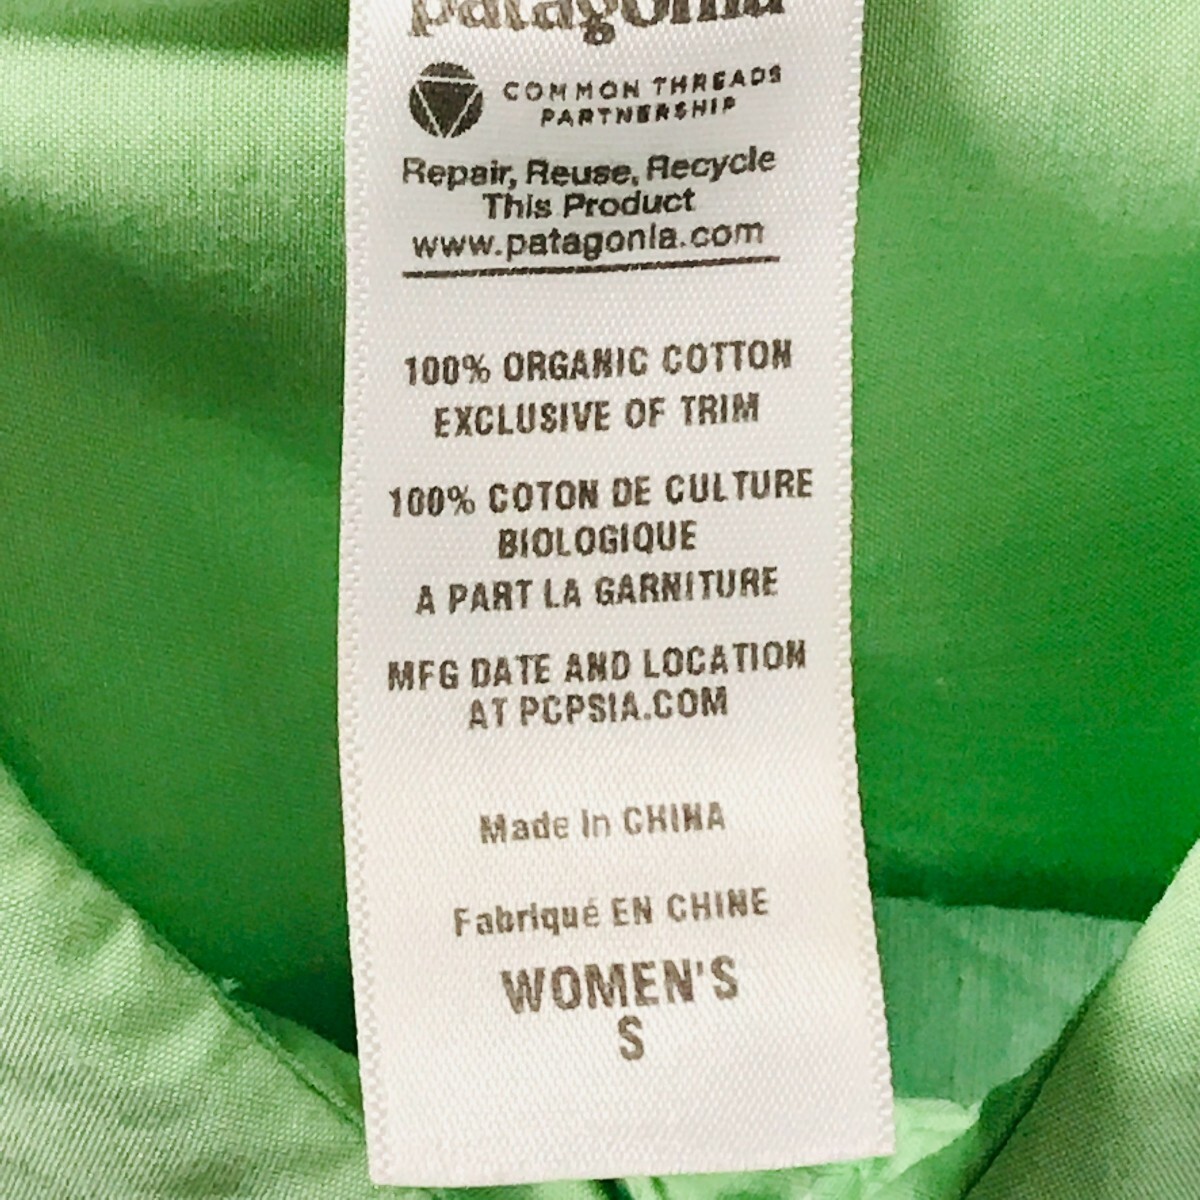 patagonia
COMMON THREADS
PARTNERSHIP
Repair, Reuse, Recycle
This Product
www.patagonia.com
100% ORGANIC COTTON
EXCLUSIVE OF TRIM
100% COTON DE CULTURE
BIOLOGIQUE
A PART LA GARNITURE
MFG DATE AND LOCATION
AT PCPSIA.COM
Made in CHINA
Fabriqué EN CHINE
WOMEN'S
S